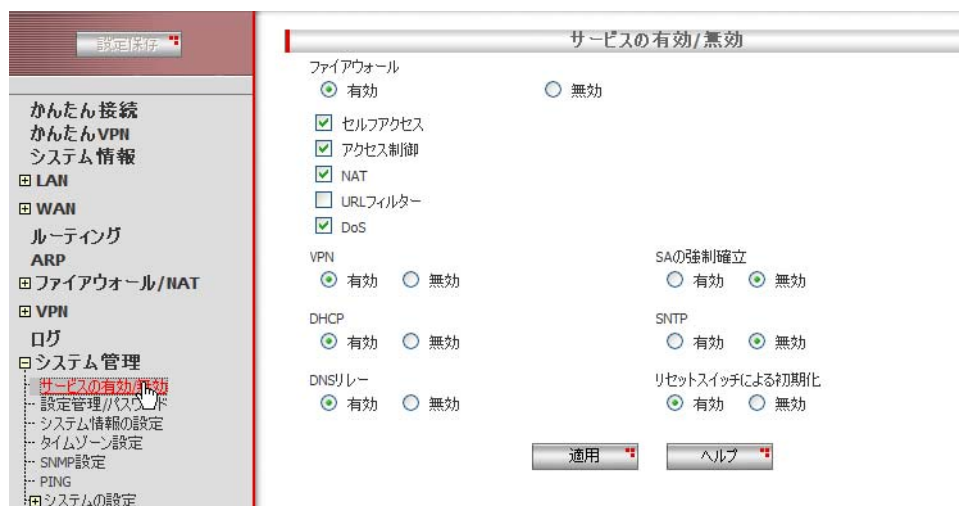 設定保存
かんたん接続
かんたんVPN
システム情報
LAN
WAN
ルーティング
ARP
ファイアウォール/NAT
VPN
ログ
システム管理
サービスの有効/無効
設定管理/パスワード
システム情報の設定
タイムゾーン設定
SNMP設定
PING
システムの設定
サービスの有効/無効
ファイアウォール
有効 無効
セルフアクセス
アクセス制御
NAT
URLフィルター
DoS
VPN SAの強制確立
有効 無効 有効 無効
DHCP SNTP
有効 無効 有効 無効
DNSリレー リセットスイッチによる初期化
有効 無効 有効 無効
適用 ヘルプ